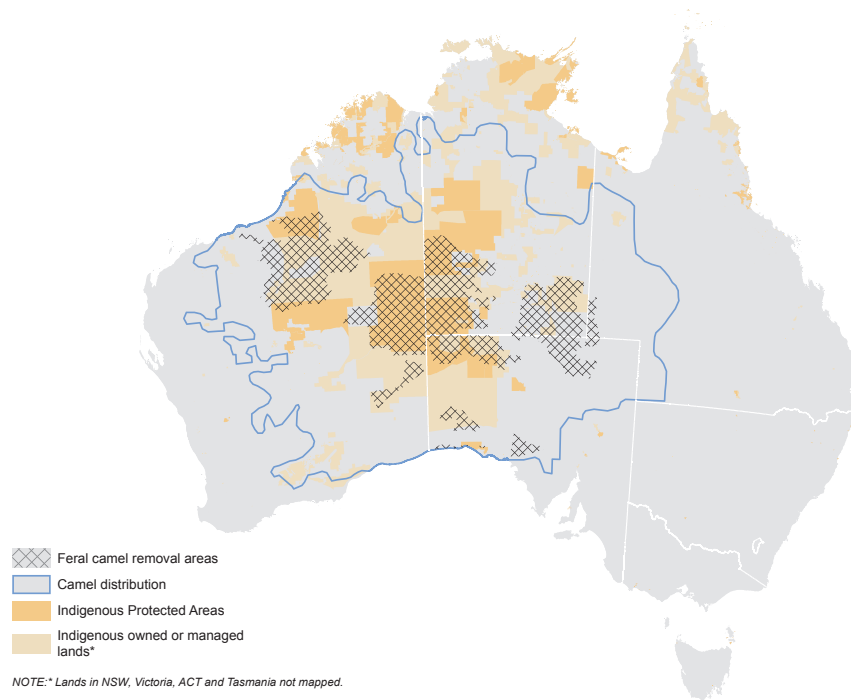 Feral camel removal areas
Camel distribution
Indigenous Protected Areas
Indigenous owned or managed
lands*
NOTE:* Lands in NSW, Victoria, ACT and Tasmania not mapped.